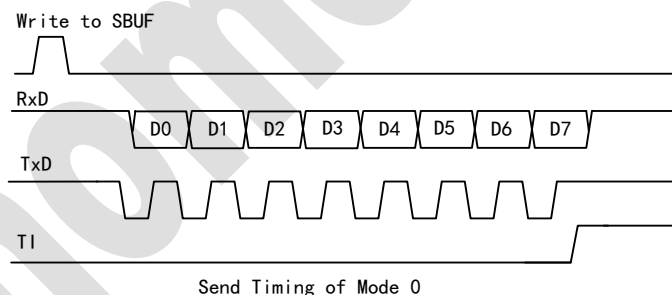 Write to SBUF
RxD
D0 D1 D2 D3 D4 D5 D6 D7
TxD
TI
Send Timing of Mode 0